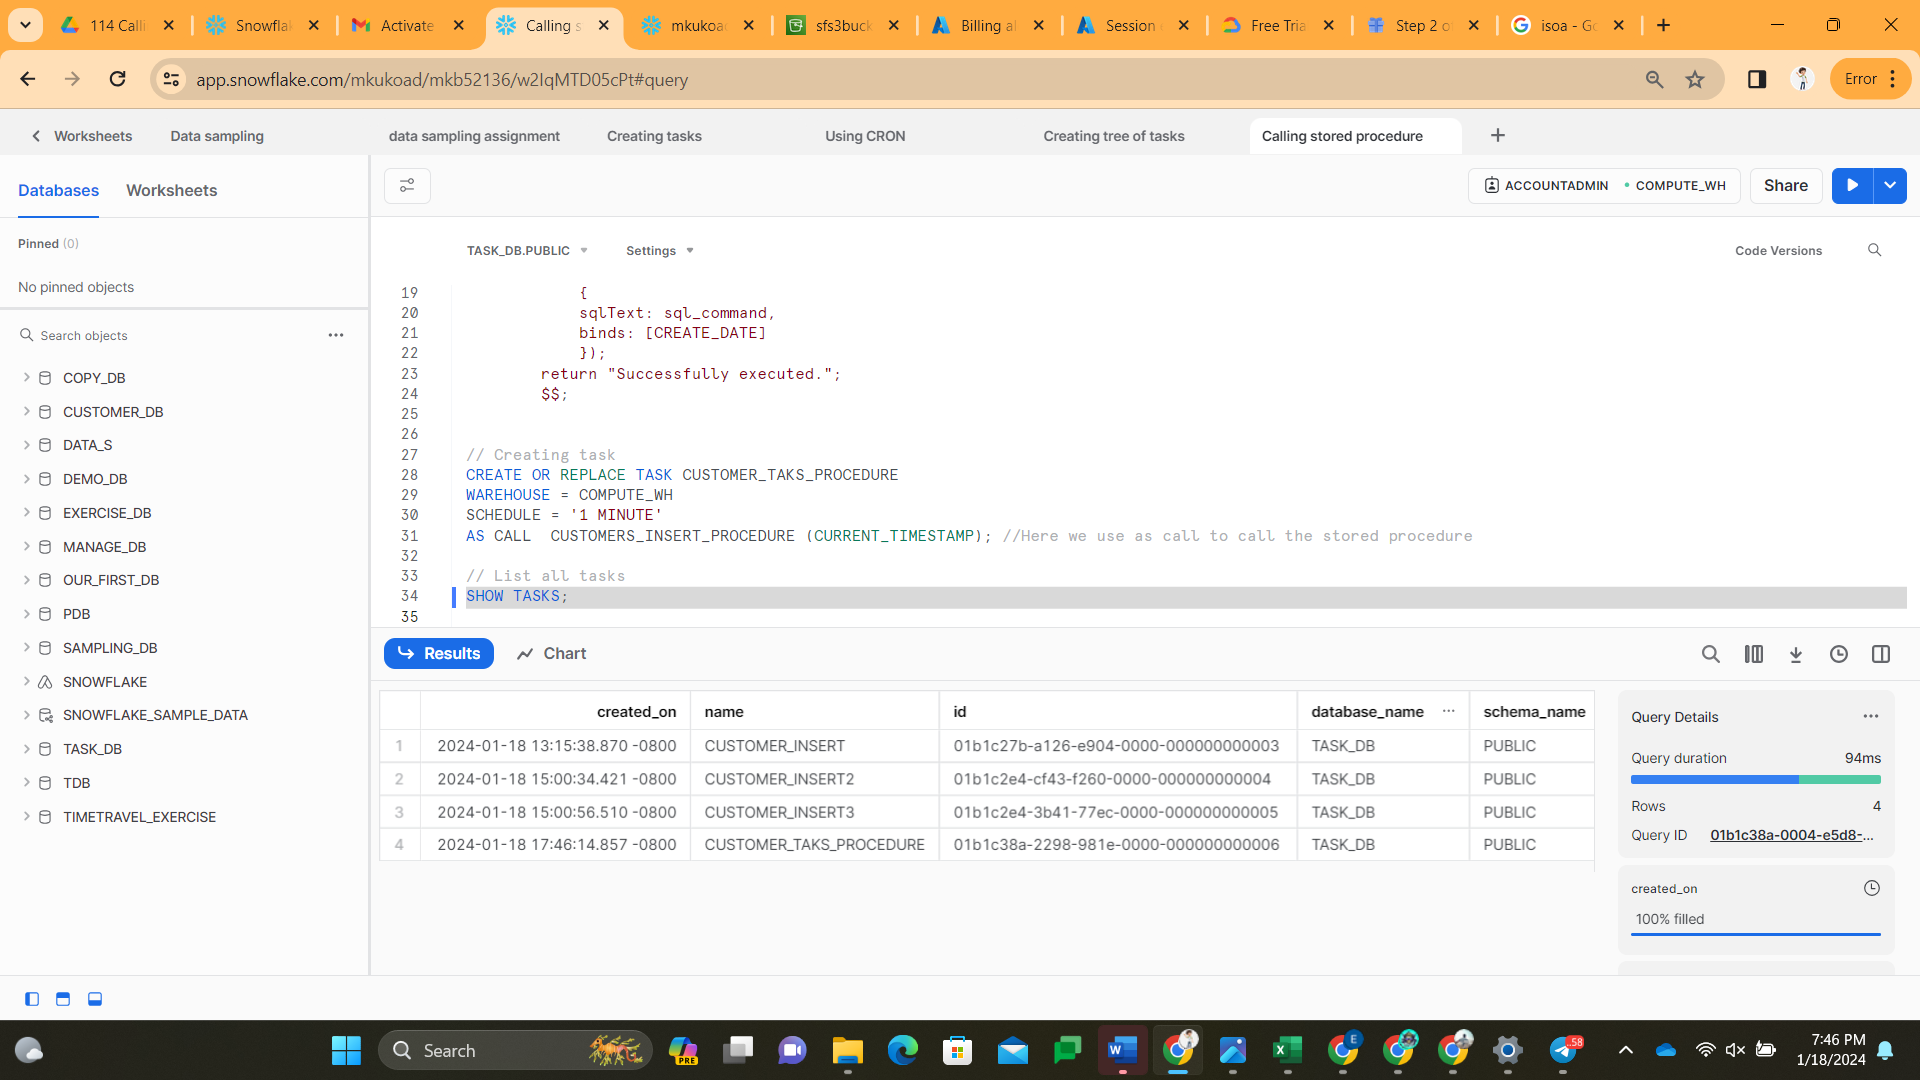 114 Calli
Snowflak
Activate
Calling s
mkukoad
sfs3buck
Billing al
Session
Free Tria
Step 2 o
isoa - Go
app.snowflake.com/mkukoad/mkb52136/w2IqMTD05cPt#query
Error
Worksheets
Data sampling
data sampling assignment
Creating tasks
Using CRON
Creating tree of tasks
Calling stored procedure
Databases
Worksheets
ACCOUNTADMIN
COMPUTE_WH
Share
Pinned (0)
No pinned objects
Search objects
COPY_DB
CUSTOMER_DB
DATA_S
DEMO_DB
EXERCISE_DB
MANAGE_DB
OUR_FIRST_DB
PDB
SAMPLING_DB
SNOWFLAKE
SNOWFLAKE_SAMPLE_DATA
TASK_DB
TDB
TIMETRAVEL_EXERCISE
TASK_DB.PUBLIC
Settings
Code Versions
19 {
20 sqlText: sql_command,
21 binds: [CREATE_DATE]
22 });
23 return "Successfully executed.";
24 $$;
25
26
27 // Creating task
28 CREATE OR REPLACE TASK CUSTOMER_TAKS_PROCEDURE
29 WAREHOUSE = COMPUTE_WH
30 SCHEDULE = '1 MINUTE'
31 AS CALL  CUSTOMERS_INSERT_PROCEDURE (CURRENT_TIMESTAMP); //Here we use as call to call the stored procedure
32
33 // List all tasks
34 SHOW TASKS;
35
Results
Chart
created_on name id database_name ... schema_name
1 2024-01-18 13:15:38.870 -0800 CUSTOMER_INSERT 01b1c27b-a126-e904-0000-000000000003 TASK_DB PUBLIC
2 2024-01-18 15:00:34.421 -0800 CUSTOMER_INSERT2 01b1c2e4-cf43-f260-0000-000000000004 TASK_DB PUBLIC
3 2024-01-18 15:00:56.510 -0800 CUSTOMER_INSERT3 01b1c2e4-3b41-77ec-0000-000000000005 TASK_DB PUBLIC
4 2024-01-18 17:46:14.857 -0800 CUSTOMER_TAKS_PROCEDURE 01b1c38a-2298-981e-0000-000000000006 TASK_DB PUBLIC
Query Details
Query duration 94ms
Rows 4
Query ID 01b1c38a-0004-e5d8-...
created_on
100% filled
Search
PRE
E
58
7:46 PM
1/18/2024